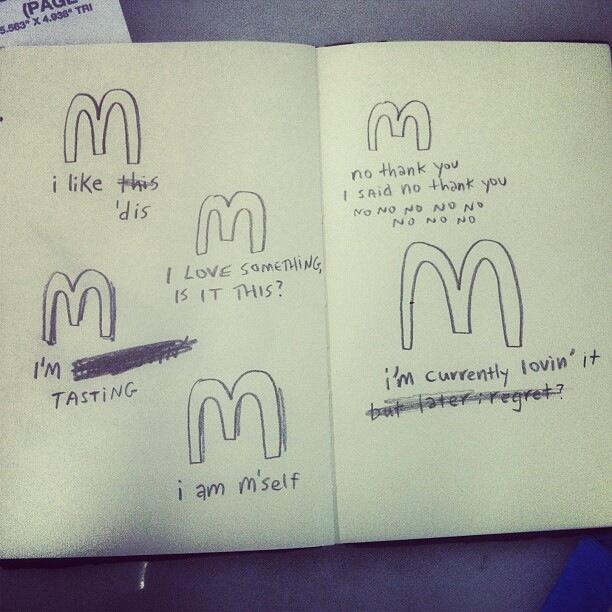 (PAGE
5.563" X 4.938" TRI
M
i like this
'dis
M
I LOVE SOMETHING,
IS IT THIS?
M
I'M
TASTING
M
i am m'self
M
no thank you
I said no thank you
NO NO NO NO NO
NO NO NO
M
i'm currently lovin' it
but later i regret?